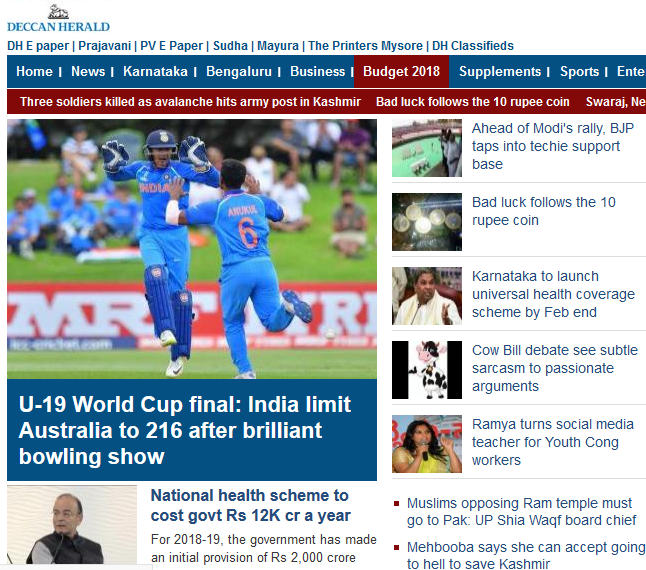 DECCAN HERALD
DH E paper | Prajavani | PV E Paper | Sudha | Mayura | The Printers Mysore | DH Classifieds
Home | News | Karnataka | Bengaluru | Business | Budget 2018 Supplements | Sports | Ente
Three soldiers killed as avalanche hits army post in Kashmir Bad luck follows the 10 rupee coin Swaraj, Ne
INDIA
ANUKUL
6
icc-cricket.com
U-19 World Cup final: India limit
Australia to 216 after brilliant
bowling show
National health scheme to
cost govt Rs 12K cr a year
For 2018-19, the government has made
an initial provision of Rs 2,000 crore
Ahead of Modi's rally, BJP
taps into techie support
base
Bad luck follows the 10
rupee coin
Karnataka to launch
universal health coverage
scheme by Feb end
Cow Bill debate see subtle
sarcasm to passionate
arguments
Ramya turns social media
teacher for Youth Cong
workers
Muslims opposing Ram temple must
go to Pak: UP Shia Waqf board chief
Mehbooba says she can accept going
to hell to save Kashmir